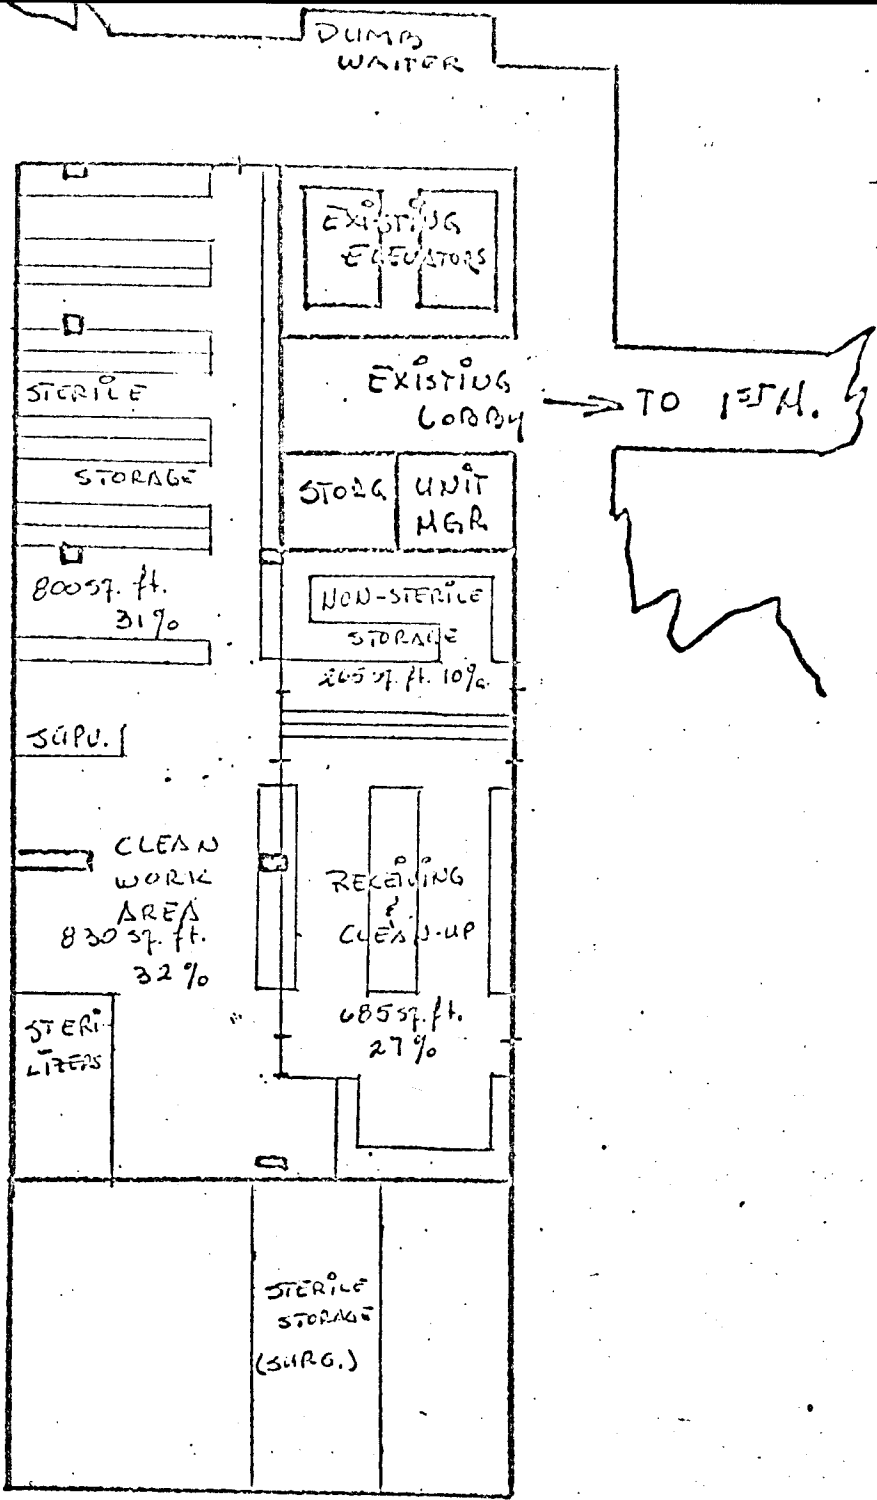 DUMB
WAITER
EXISTING
ELEVATORS
EXISTING
LOBBY
STERILE
STORAGE
800 sq. ft.
31%
STORG
UNIT
MGR
NON-STERILE
STORAGE
265 sq. ft. 10%
SUPV.
CLEAN
WORK
AREA
830 sq. ft.
32%
RECEIVING
&
CLEAN-UP
685 sq. ft.
27%
STERI-
LIZERS
STERILE
STORAGE
(SURG.)
TO